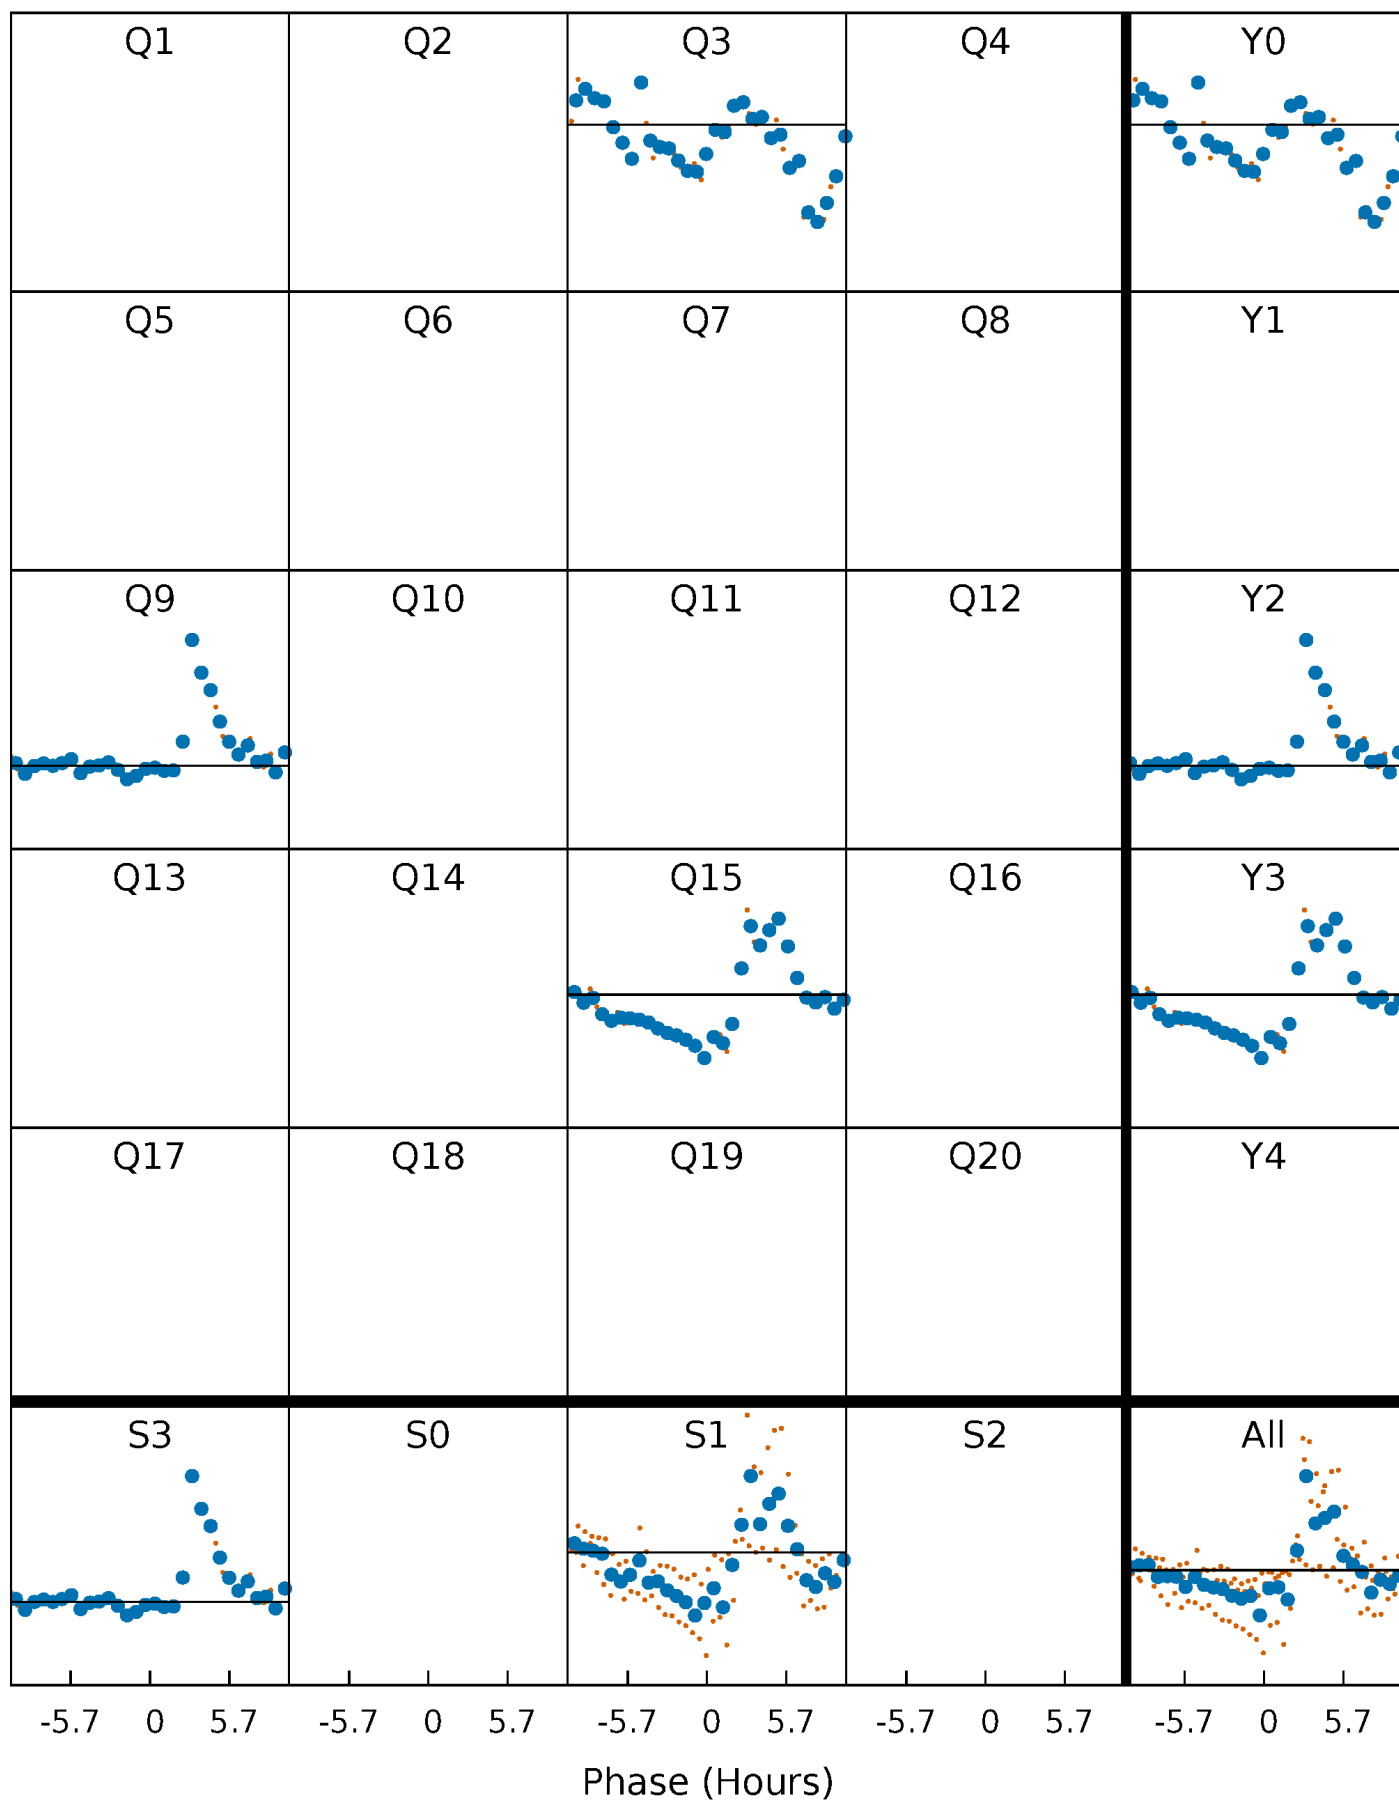 Q1 Q2 Q3 Q4 Y0
Q5 Q6 Q7 Q8 Y1
Q9 Q10 Q11 Q12 Y2
Q13 Q14 Q15 Q16 Y3
Q17 Q18 Q19 Q20 Y4
S3 S0 S1 S2 All
-5.7 0 5.7 -5.7 0 5.7 -5.7 0 5.7 -5.7 0 5.7 -5.7 0 5.7
Phase (Hours)